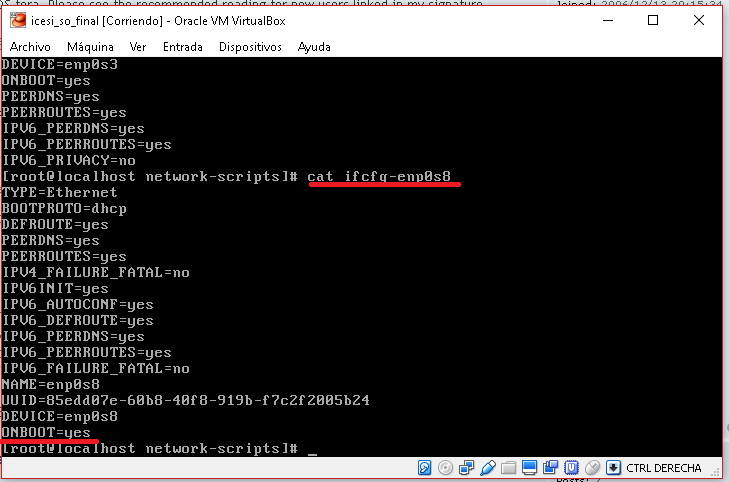 icesi_so_final [Corriendo] - Oracle VM VirtualBox
Archivo Máquina Ver Entrada Dispositivos Ayuda
DEVICE=enp0s3
ONBOOT=yes
PEERDNS=yes
PEERROUTES=yes
IPV6_PEERDNS=yes
IPV6_PEERROUTES=yes
IPV6_PRIVACY=no
[root@localhost network-scripts]# cat ifcfg-enp0s8
TYPE=Ethernet
BOOTPROTO=dhcp
DEFROUTE=yes
PEERDNS=yes
PEERROUTES=yes
IPV4_FAILURE_FATAL=no
IPV6INIT=yes
IPV6_AUTOCONF=yes
IPV6_DEFROUTE=yes
IPV6_PEERDNS=yes
IPV6_PEERROUTES=yes
IPV6_FAILURE_FATAL=no
NAME=enp0s8
UUID=85edd07e-60b8-40f8-919b-f7c2f2005b24
DEVICE=enp0s8
ONBOOT=yes
[root@localhost network-scripts]# _
CTRL DERECHA